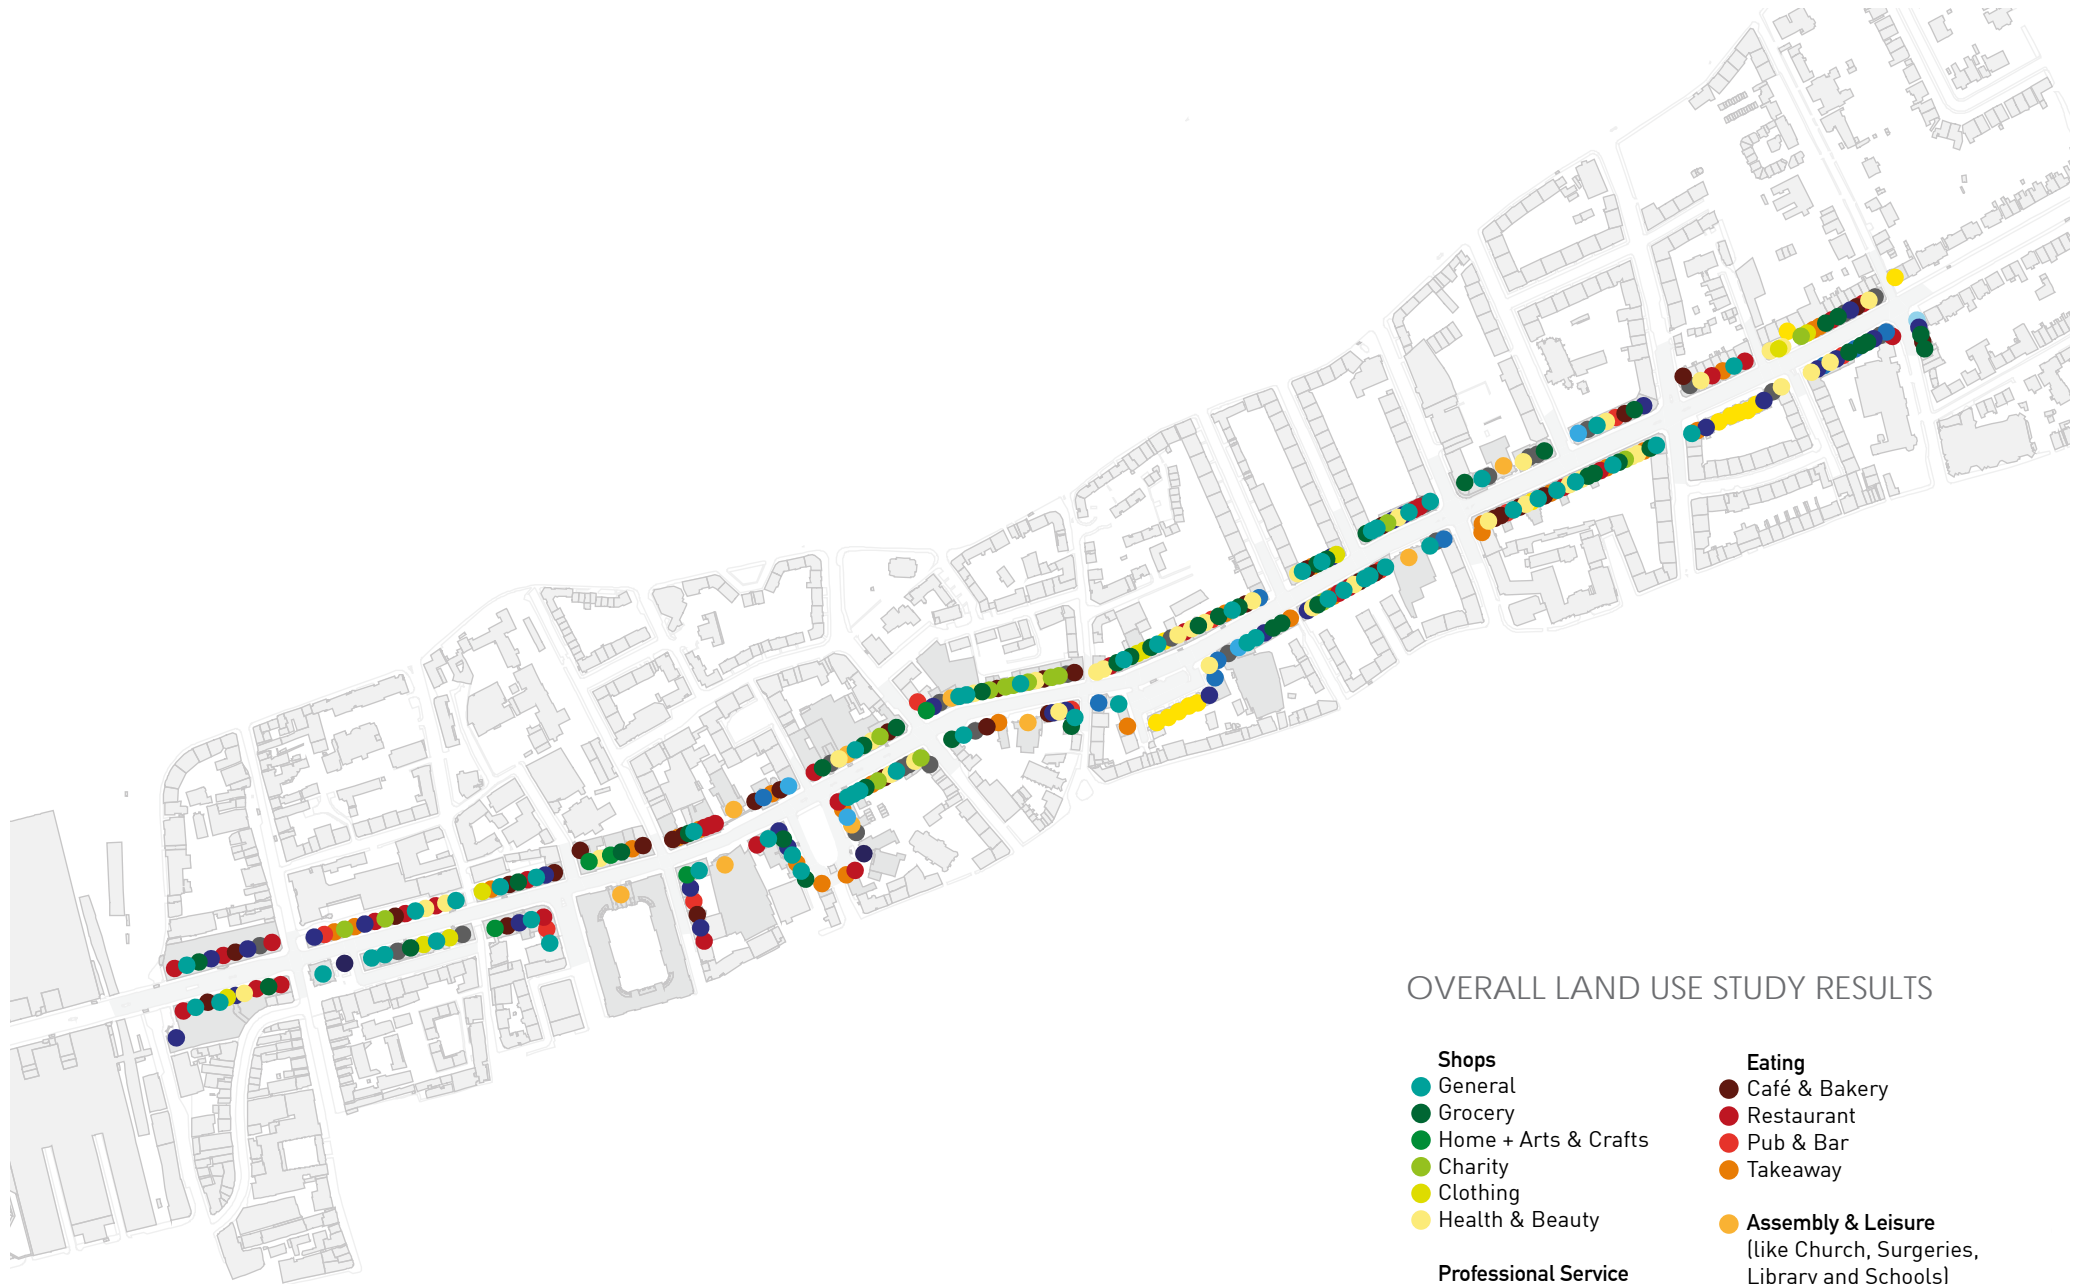 OVERALL LAND USE STUDY RESULTS
Shops
General
Grocery
Home + Arts & Crafts
Charity
Clothing
Health & Beauty
Professional Service
Eating
Café & Bakery
Restaurant
Pub & Bar
Takeaway
Assembly & Leisure
(like Church, Surgeries,
Library and Schools)